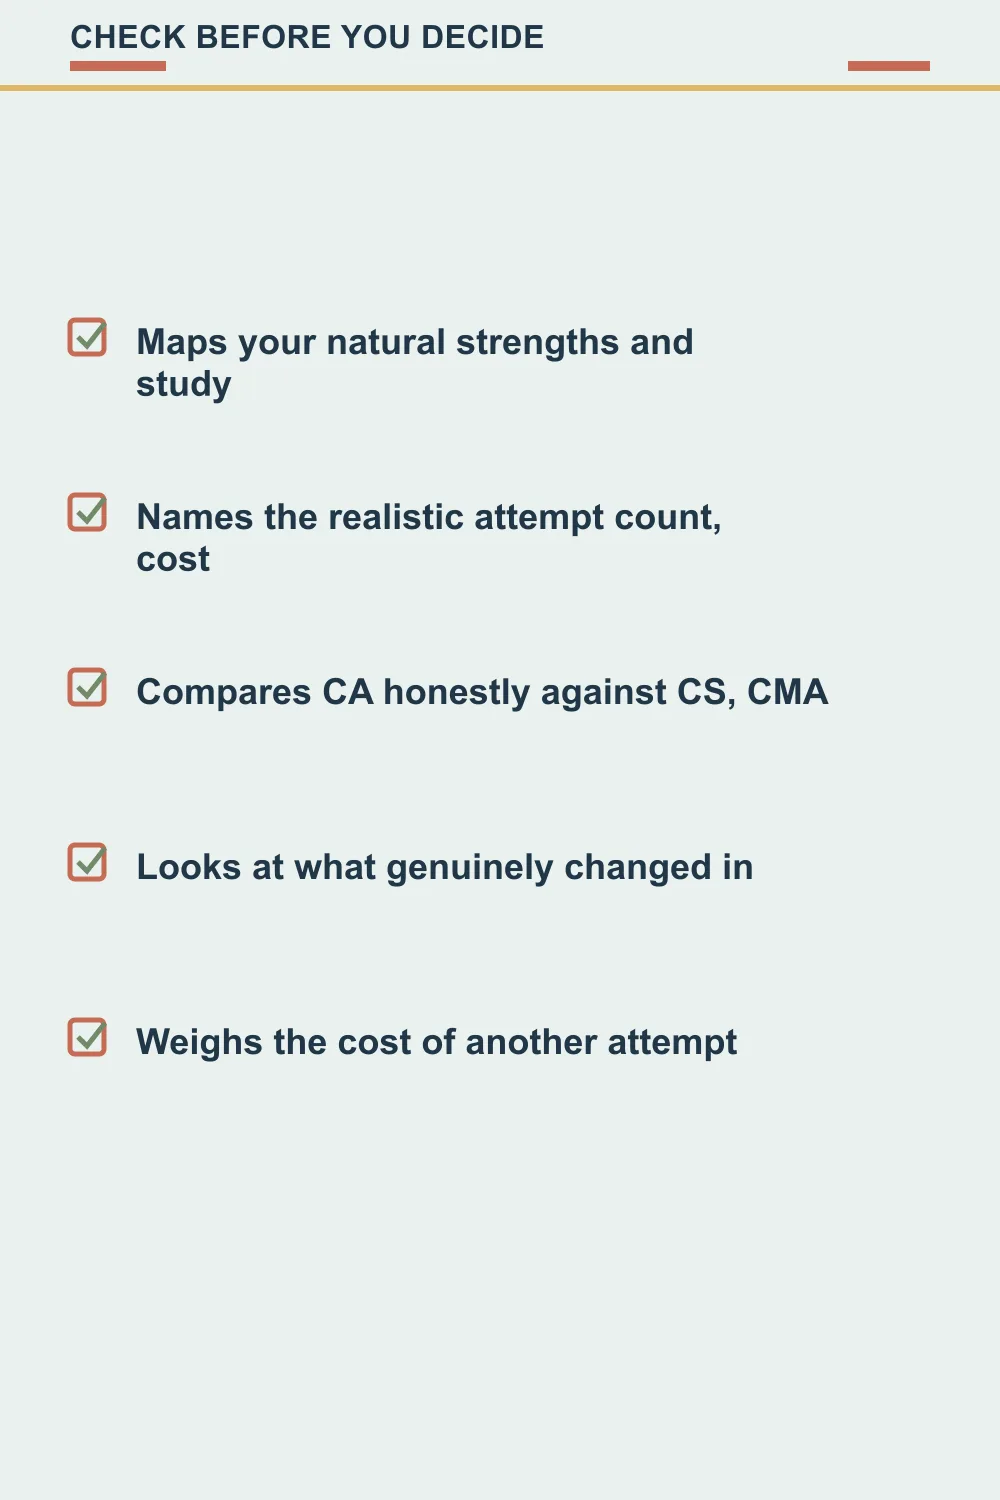 CHECK BEFORE YOU DECIDE
Maps your natural strengths and
study
Names the realistic attempt count,
cost
Compares CA honestly against CS, CMA
Looks at what genuinely changed in
Weighs the cost of another attempt